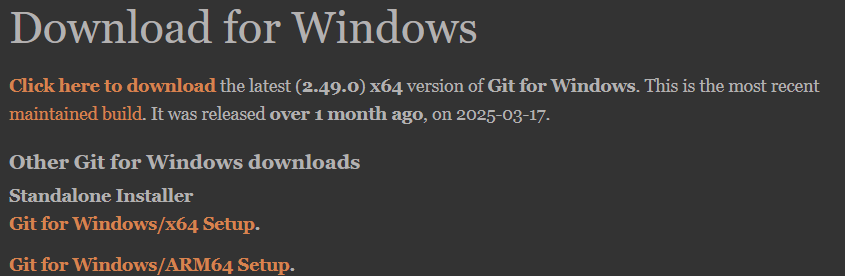 Download for Windows
Click here to download the latest (2.49.0) x64 version of Git for Windows. This is the most recent
maintained build. It was released over 1 month ago, on 2025-03-17.
Other Git for Windows downloads
Standalone Installer
Git for Windows/x64 Setup.
Git for Windows/ARM64 Setup.